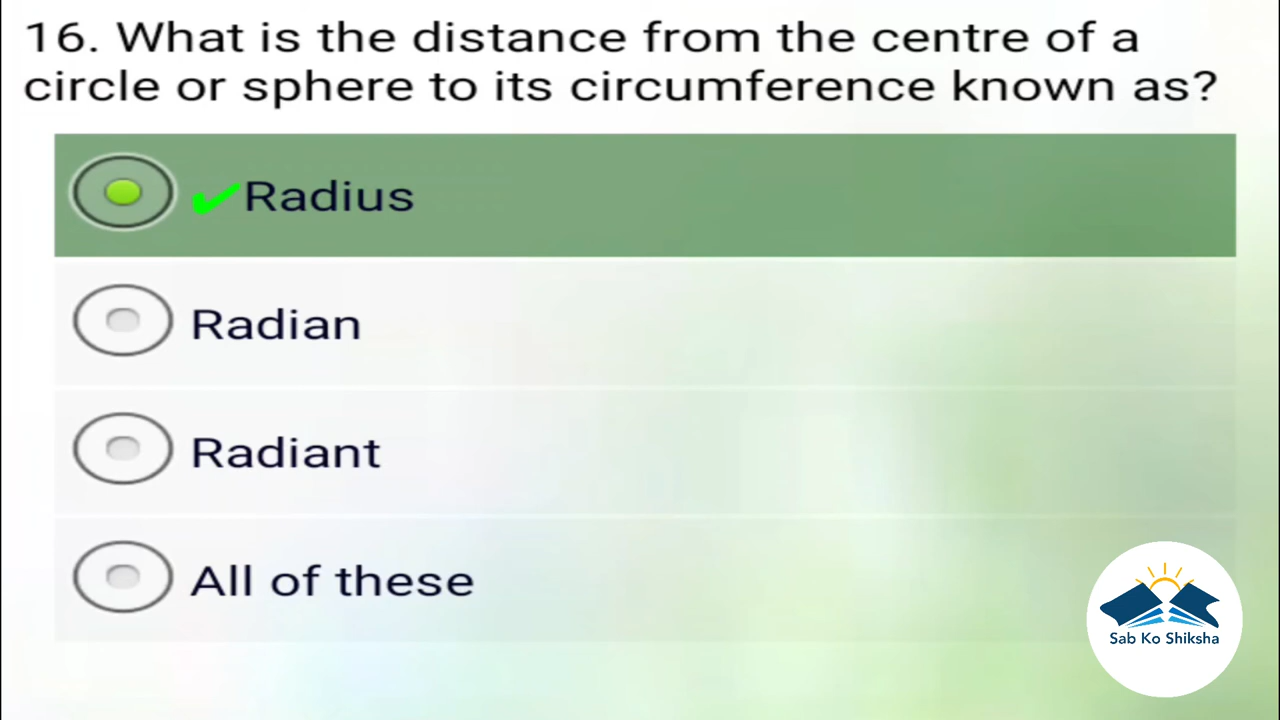 16. What is the distance from the centre of a
circle or sphere to its circumference known as?
✔Radius
Radian
Radiant
All of these
Sab Ko Shiksha